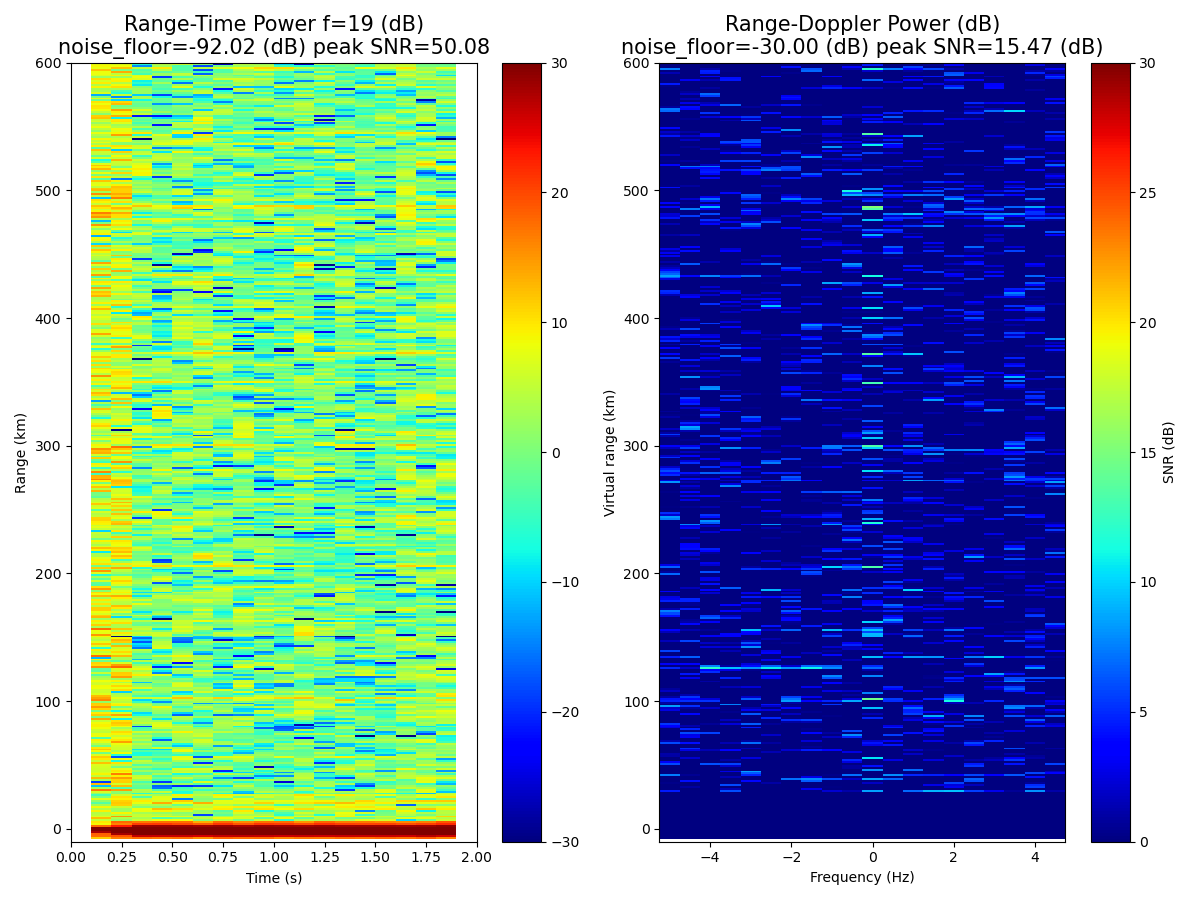 Range-Time Power f=19 (dB)
noise_floor=-92.02 (dB) peak SNR=50.08
Range-Doppler Power (dB)
noise_floor=-30.00 (dB) peak SNR=15.47 (dB)
600
500
400
300
200
100
0
Range (km)
0.00 0.25 0.50 0.75 1.00 1.25 1.50 1.75 2.00
Time (s)
30
20
10
0
−10
−20
−30
600
500
400
300
200
100
0
Virtual range (km)
−4 −2 0 2 4
Frequency (Hz)
30
25
20
15
10
5
0
SNR (dB)